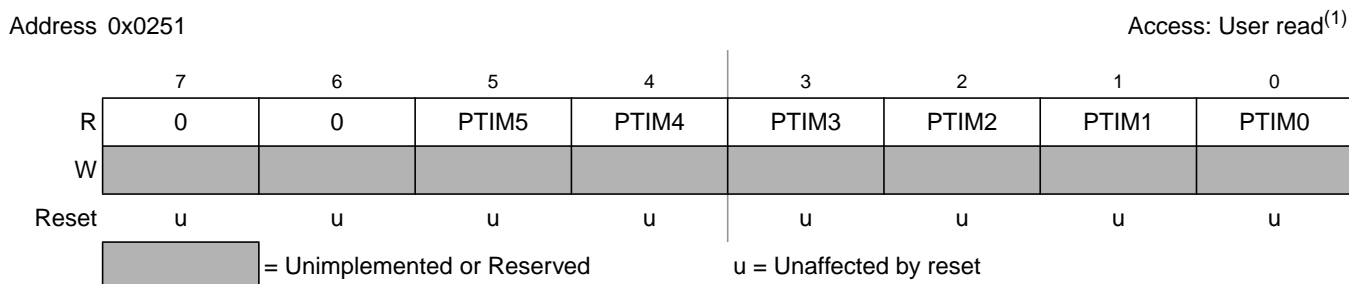 Address 0x0251 Access: User read(1)
7 6 5 4 3 2 1 0
R 0 0 PTIM5 PTIM4 PTIM3 PTIM2 PTIM1 PTIM0
W
Reset u u u u u u u u
= Unimplemented or Reserved u = Unaffected by reset